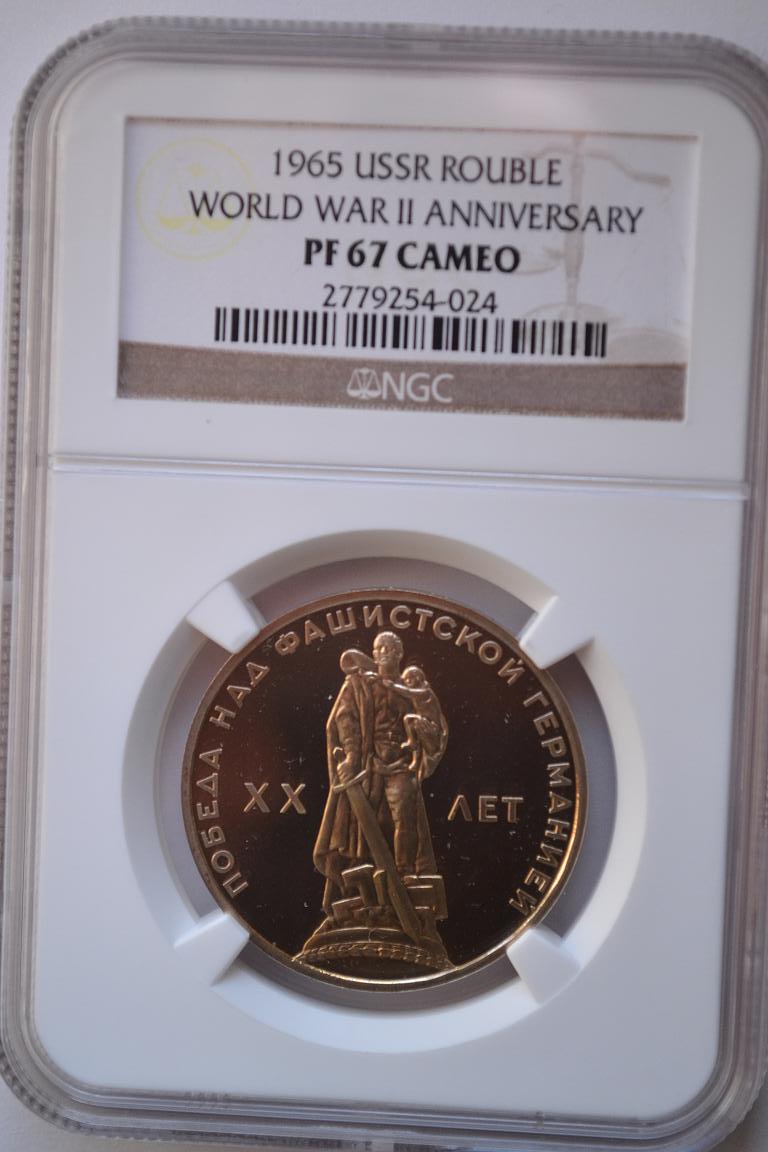 1965 USSR ROUBLE
WORLD WAR II ANNIVERSARY
PF 67 CAMEO
2779254-024
NGC
ПОБЕДА НАД ФАШИСТСКОЙ ГЕРМАНИЕЙ
XX ЛЕТ